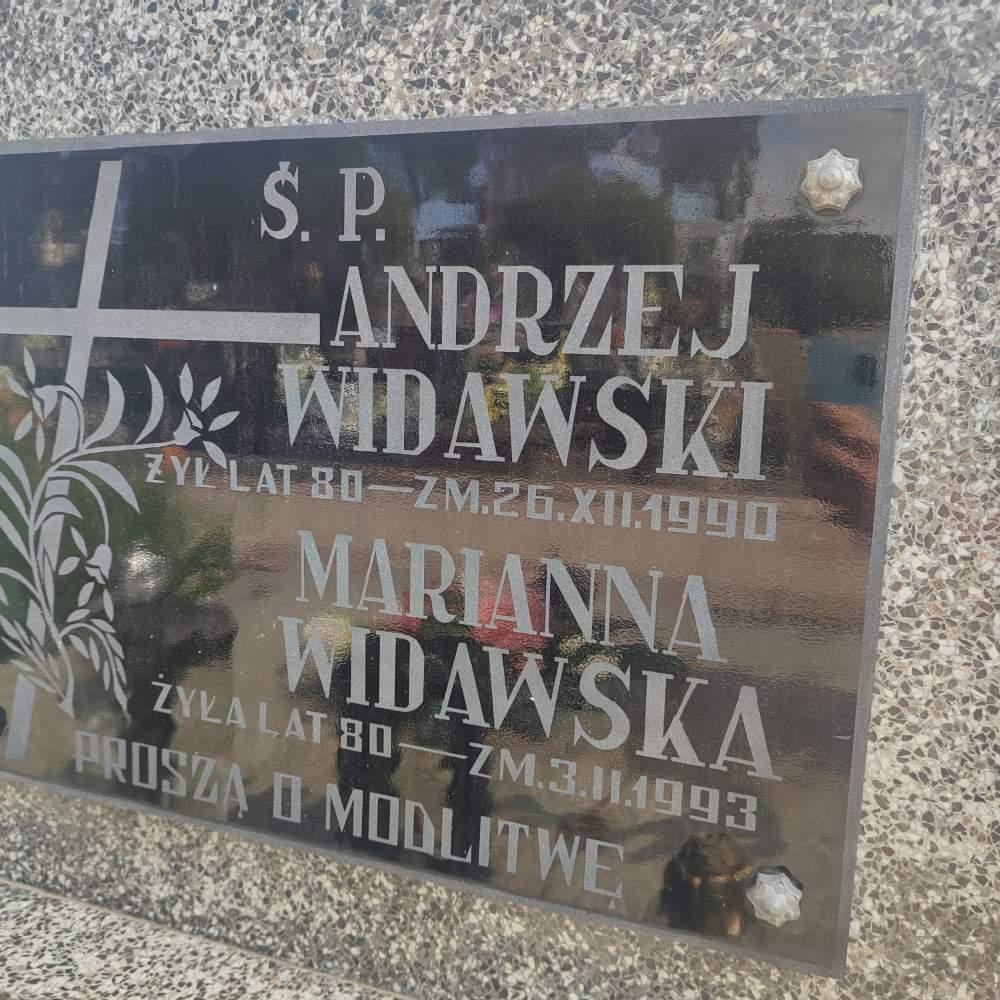 Ś. P.
ANDRZEJ
WIDAWSKI
ŻYŁ LAT 80—ZM.26.XII.1990
MARIANNA
WIDAWSKA
ŻYŁA LAT 80—ZM.3.II.1993
PROSZĄ O MODLITWĘ